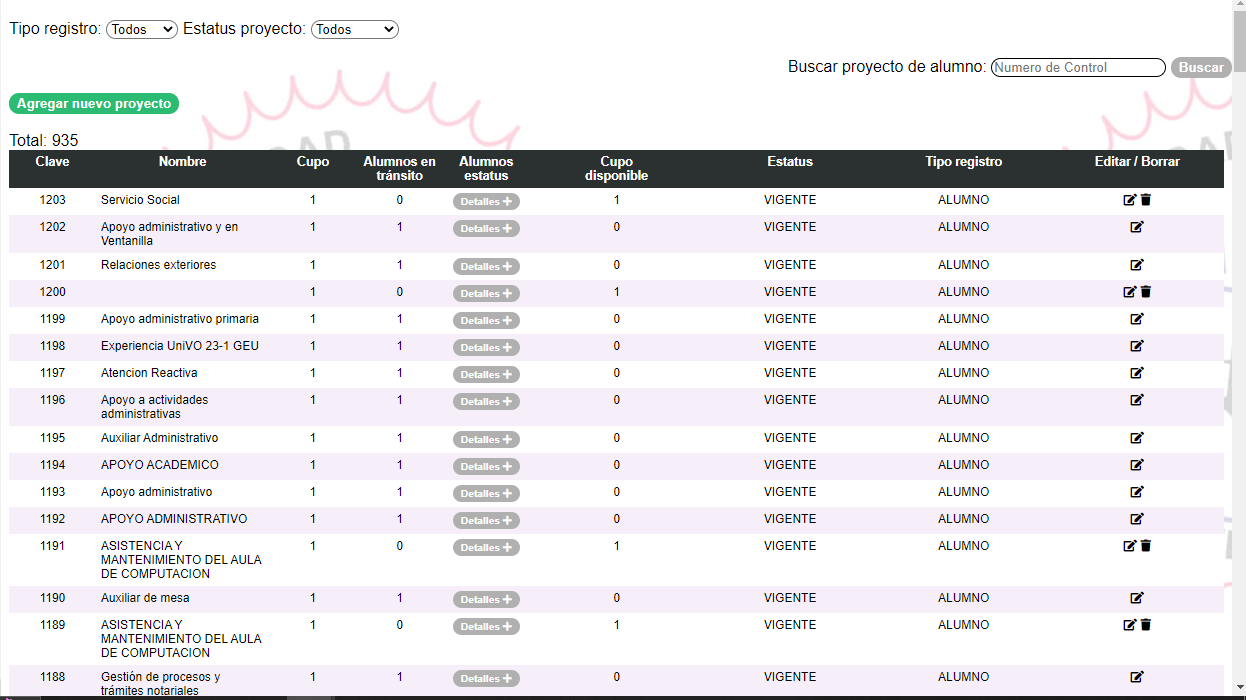 Tipo registro: Todos Estatus proyecto: Todos
Buscar proyecto de alumno: Numero de Control Buscar
Agregar nuevo proyecto
Total: 935
Clave Nombre Cupo Alumnos en tránsito Alumnos estatus Cupo disponible Estatus Tipo registro Editar / Borrar
1203 Servicio Social 1 0 Detalles + 1 VIGENTE ALUMNO
1202 Apoyo administrativo y en Ventanilla 1 1 Detalles + 0 VIGENTE ALUMNO
1201 Relaciones exteriores 1 1 Detalles + 0 VIGENTE ALUMNO
1200 1 0 Detalles + 1 VIGENTE ALUMNO
1199 Apoyo administrativo primaria 1 1 Detalles + 0 VIGENTE ALUMNO
1198 Experiencia UniVO 23-1 GEU 1 1 Detalles + 0 VIGENTE ALUMNO
1197 Atencion Reactiva 1 1 Detalles + 0 VIGENTE ALUMNO
1196 Apoyo a actividades administrativas 1 1 Detalles + 0 VIGENTE ALUMNO
1195 Auxiliar Administrativo 1 1 Detalles + 0 VIGENTE ALUMNO
1194 APOYO ACADEMICO 1 1 Detalles + 0 VIGENTE ALUMNO
1193 Apoyo administrativo 1 1 Detalles + 0 VIGENTE ALUMNO
1192 APOYO ADMINISTRATIVO 1 1 Detalles + 0 VIGENTE ALUMNO
1191 ASISTENCIA Y MANTENIMIENTO DEL AULA DE COMPUTACION 1 0 Detalles + 1 VIGENTE ALUMNO
1190 Auxiliar de mesa 1 1 Detalles + 0 VIGENTE ALUMNO
1189 ASISTENCIA Y MANTENIMIENTO DEL AULA DE COMPUTACION 1 0 Detalles + 1 VIGENTE ALUMNO
1188 Gestión de procesos y trámites notariales 1 1 Detalles + 0 VIGENTE ALUMNO